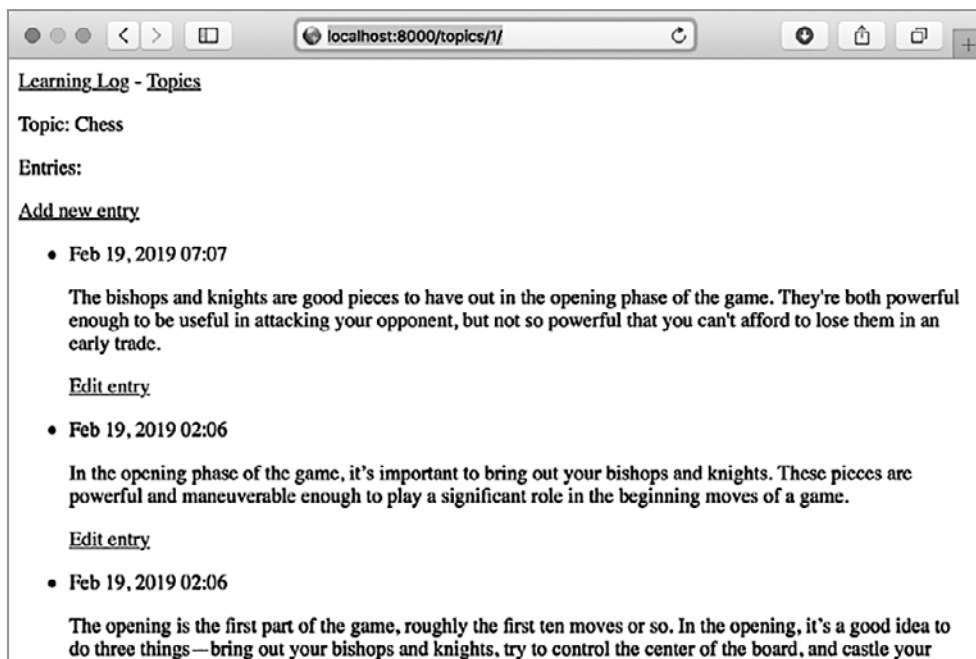 localhost:8000/topics/1/
Learning Log - Topics
Topic: Chess
Entries:
Add new entry
• Feb 19, 2019 07:07
The bishops and knights are good pieces to have out in the opening phase of the game. They're both powerful
enough to be useful in attacking your opponent, but not so powerful that you can't afford to lose them in an
early trade.
Edit entry
• Feb 19, 2019 02:06
In the opening phase of the game, it’s important to bring out your bishops and knights. These pieces are
powerful and maneuverable enough to play a significant role in the beginning moves of a game.
Edit entry
• Feb 19, 2019 02:06
The opening is the first part of the game, roughly the first ten moves or so. In the opening, it’s a good idea to
do three things—bring out your bishops and knights, try to control the center of the board, and castle your